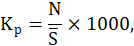 Kₚ = N/S̄ × 1000,